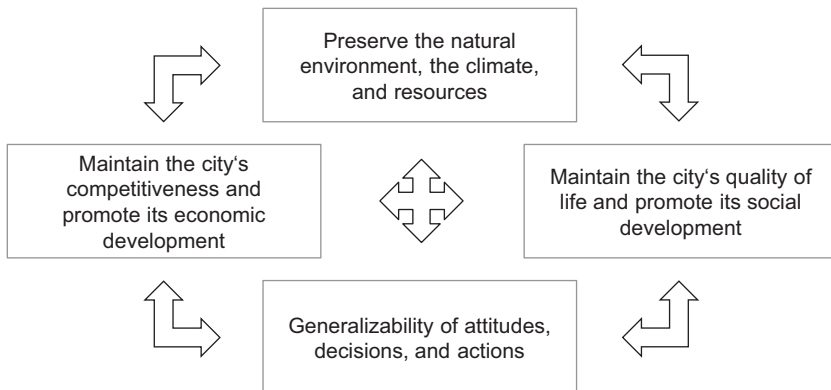 Preserve the natural
environment, the climate,
and resources
Maintain the city‘s
competitiveness and
promote its economic
development
Maintain the city‘s quality of
life and promote its social
development
Generalizability of attitudes,
decisions, and actions